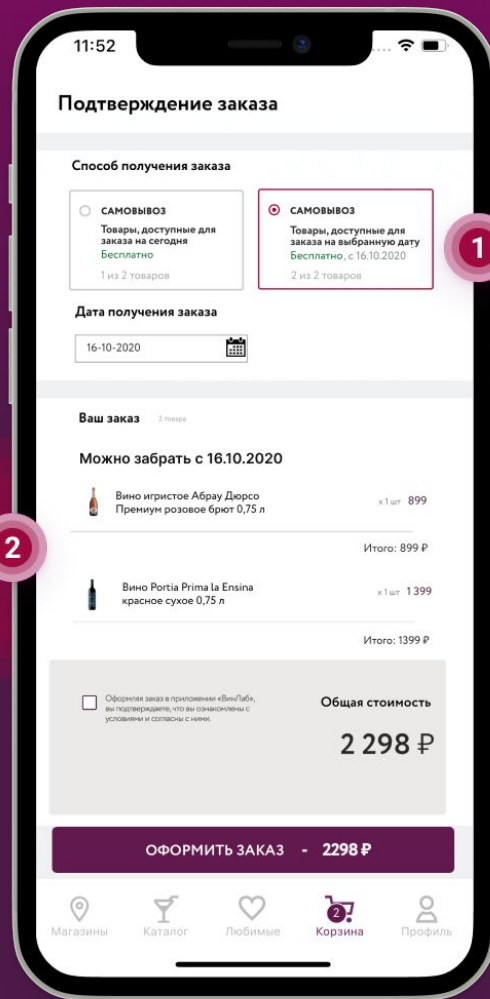 11:52
Подтверждение заказа
Способ получения заказа
САМОВЫВОЗ
Товары, доступные для
заказа на сегодня
Бесплатно
1 из 2 товаров
САМОВЫВОЗ
Товары, доступные для
заказа на выбранную дату
Бесплатно, с 16.10.2020
2 из 2 товаров
1
Дата получения заказа
16-10-2020
Ваш заказ 2 товара
Можно забрать с 16.10.2020
Вино игристое Абрау Дюрсо
Премиум розовое брют 0,75 л
х 1 шт 899
2
Итого: 899 ₽
Вино Portia Prima la Ensina
красное сухое 0,75 л
х 1 шт 1 399
Итого: 1399 ₽
Оформляя заказ в приложении «ВинЛаб»,
вы подтверждаете, что вы ознакомлены с
условиями и согласны с ними.
Общая стоимость
2 298 ₽
ОФОРМИТЬ ЗАКАЗ - 2298 ₽
2
Магазины Каталог Любимые Корзина Профиль